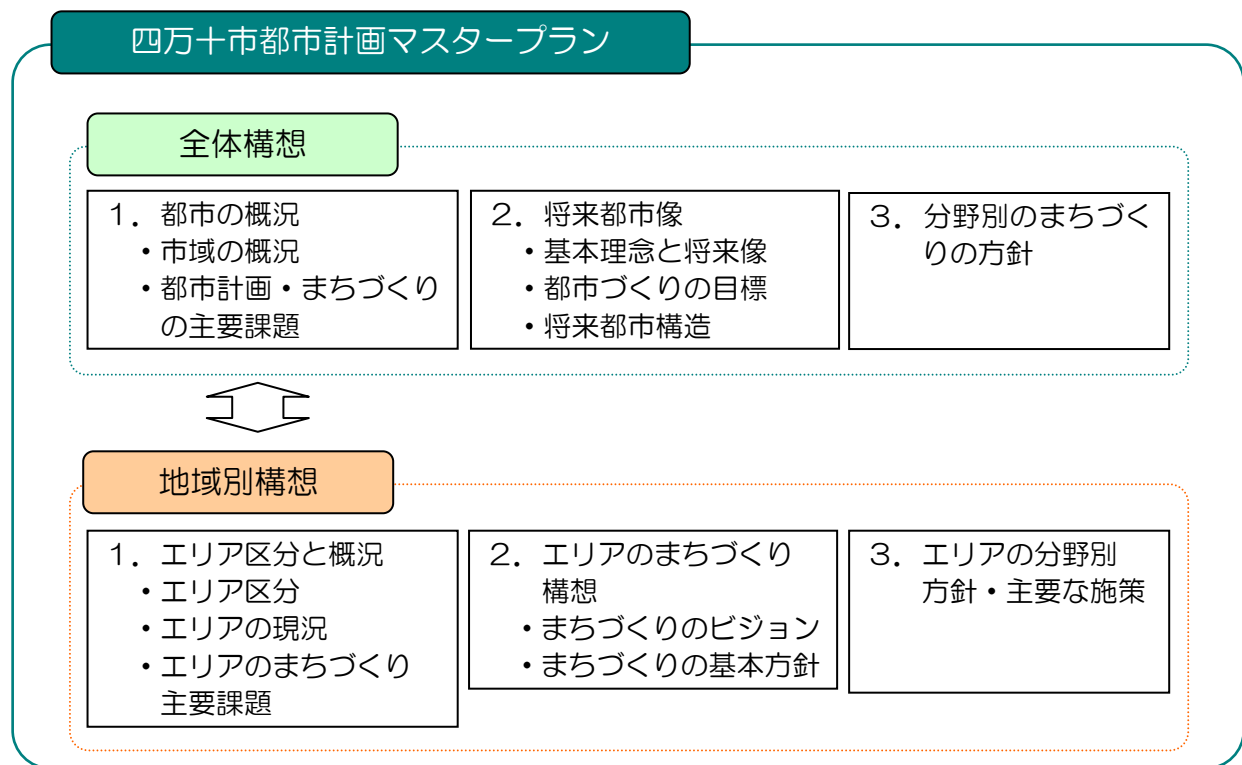 四万十市都市計画マスタープラン
全体構想
１．都市の概況
・市域の概況
・都市計画・まちづくり
の主要課題
２．将来都市像
・基本理念と将来像
・都市づくりの目標
・将来都市構造
３．分野別のまちづく
りの方針
地域別構想
１．エリア区分と概況
・エリア区分
・エリアの現況
・エリアのまちづくり
主要課題
２．エリアのまちづくり
構想
・まちづくりのビジョン
・まちづくりの基本方針
３．エリアの分野別
方針・主要な施策